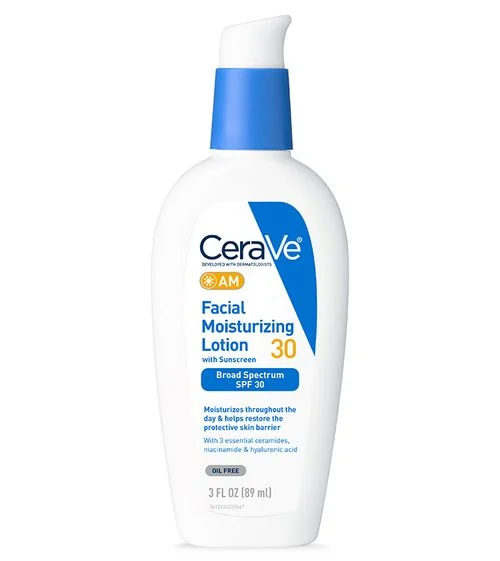 CeraVe®
DEVELOPED WITH DERMATOLOGISTS
AM
Facial
Moisturizing
Lotion 30
with Sunscreen
Broad Spectrum
SPF 30
Moisturizes throughout the
day & helps restore the
protective skin barrier
With 3 essential ceramides,
niacinamide & hyaluronic acid
OIL FREE
3 FL OZ (89 ml)